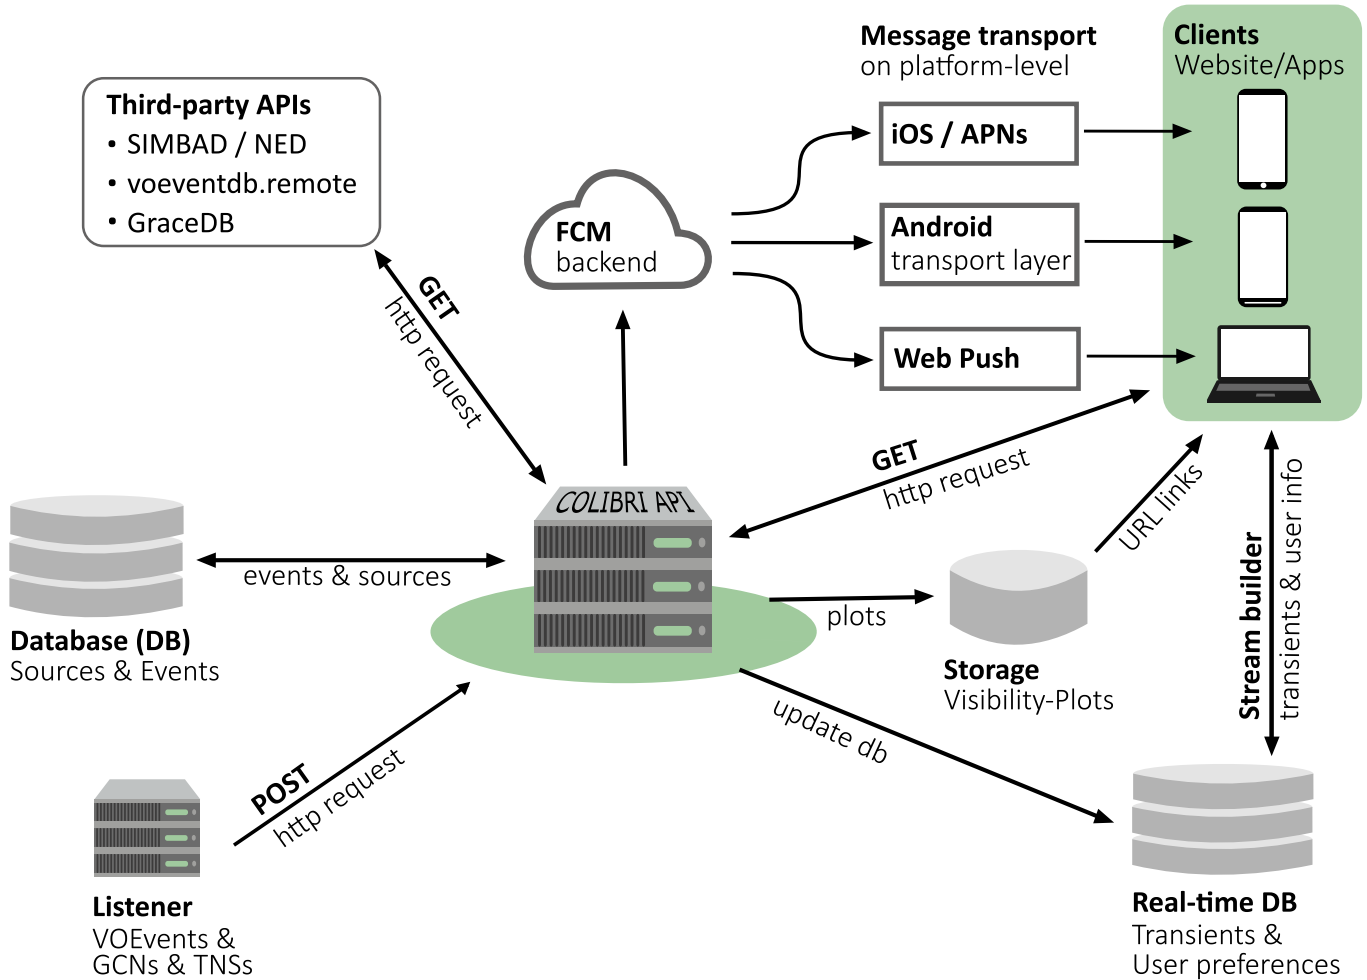 Message transport
on platform-level
Clients
Website/Apps
Third-party APIs
• SIMBAD / NED
• voeventdb.remote
• GraceDB
iOS / APNs
FCM
backend
Android
transport layer
Web Push
GET
http request
GET
http request
COLIBRI API
events & sources
Database (DB)
Sources & Events
plots
URL links
Storage
Visibility-Plots
Stream builder
transients & user info
update db
POST
http request
Listener
VOEvents &
GCNs & TNSs
Real-time DB
Transients &
User preferences